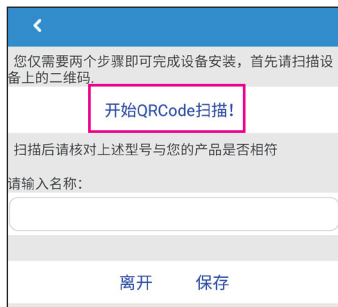 您仅需要两个步骤即可完成设备安装，首先请扫描设
备上的二维码.
开始QRCode扫描！
扫描后请核对上述型号与您的产品是否相符
请输入名称：
离开 保存